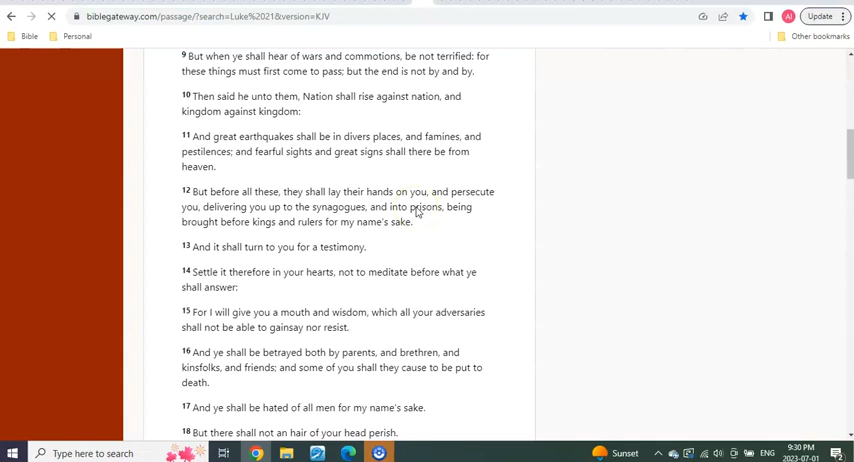 biblegateway.com/passage/?search=Luke%2021&version=KJV
AI
Update
Bible
Personal
Other bookmarks
9 But when ye shall hear of wars and commotions, be not terrified: for
these things must first come to pass; but the end is not by and by.
10 Then said he unto them, Nation shall rise against nation, and
kingdom against kingdom:
11 And great earthquakes shall be in divers places, and famines, and
pestilences; and fearful sights and great signs shall there be from
heaven.
12 But before all these, they shall lay their hands on you, and persecute
you, delivering you up to the synagogues, and into prisons, being
brought before kings and rulers for my name's sake.
13 And it shall turn to you for a testimony.
14 Settle it therefore in your hearts, not to meditate before what ye
shall answer:
15 For I will give you a mouth and wisdom, which all your adversaries
shall not be able to gainsay nor resist.
16 And ye shall be betrayed both by parents, and brethren, and
kinsfolks, and friends; and some of you shall they cause to be put to
death.
17 And ye shall be hated of all men for my name's sake.
18 But there shall not an hair of your head perish.
Type here to search
Sunset
ENG
9:30 PM
2023-07-01
2